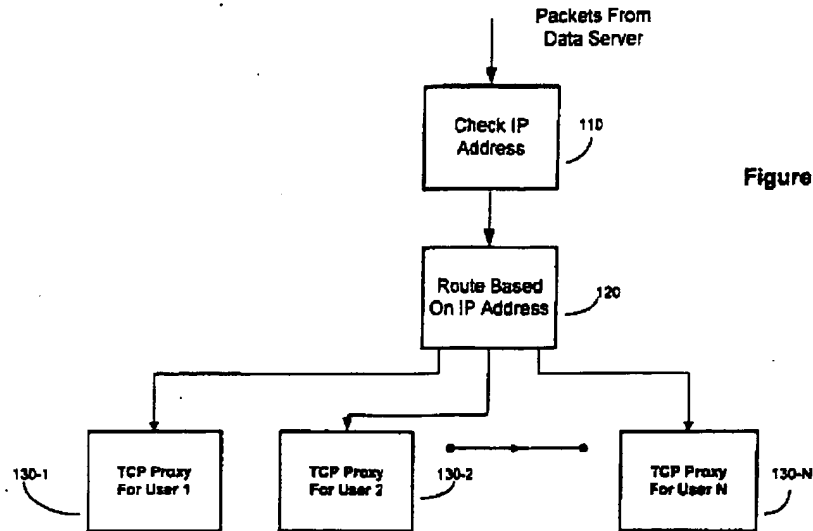 Packets From
Data Server
Check IP
Address
110
Figure
Route Based
On IP Address
120
130-1
TCP Proxy
For User 1
TCP Proxy
For User 2
130-2
TCP Proxy
For User N
130-N